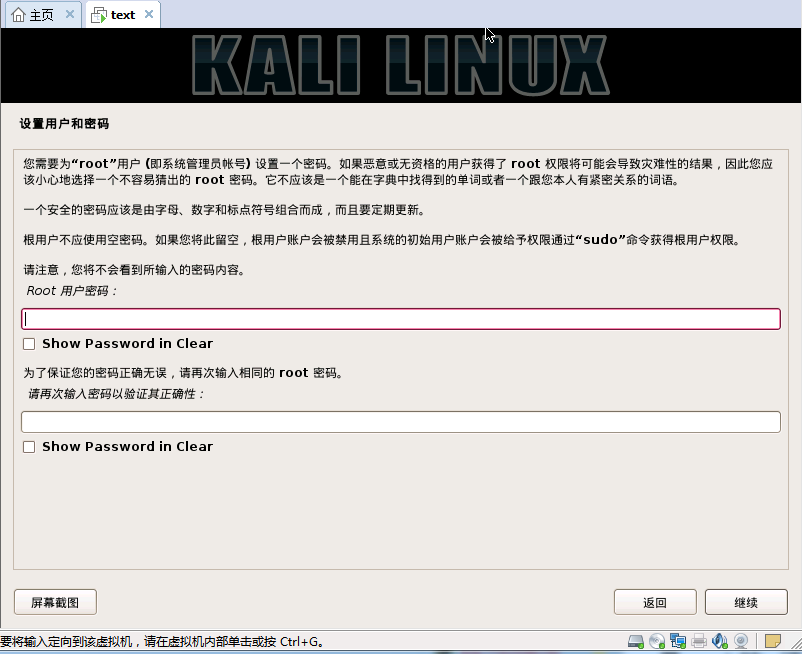 主页 text
KALI LINUX
设置用户和密码
您需要为“root”用户 (即系统管理员帐号) 设置一个密码。如果恶意或无资格的用户获得了 root 权限将可能会导致灾难性的结果，因此您应
该小心地选择一个不容易猜出的 root 密码。它不应该是一个能在字典中找得到的单词或者一个跟您本人有紧密关系的词语。
一个安全的密码应该是由字母、数字和标点符号组合而成，而且要定期更新。
根用户不应使用空密码。如果您将此留空，根用户账户会被禁用且系统的初始用户账户会被给予权限通过“sudo”命令获得根用户权限。
请注意，您将不会看到所输入的密码内容。
Root 用户密码：
Show Password in Clear
为了保证您的密码正确无误，请再次输入相同的 root 密码。
请再次输入密码以验证其正确性：
Show Password in Clear
屏幕截图 返回 继续
要将输入定向到该虚拟机，请在虚拟机内部单击或按 Ctrl+G。